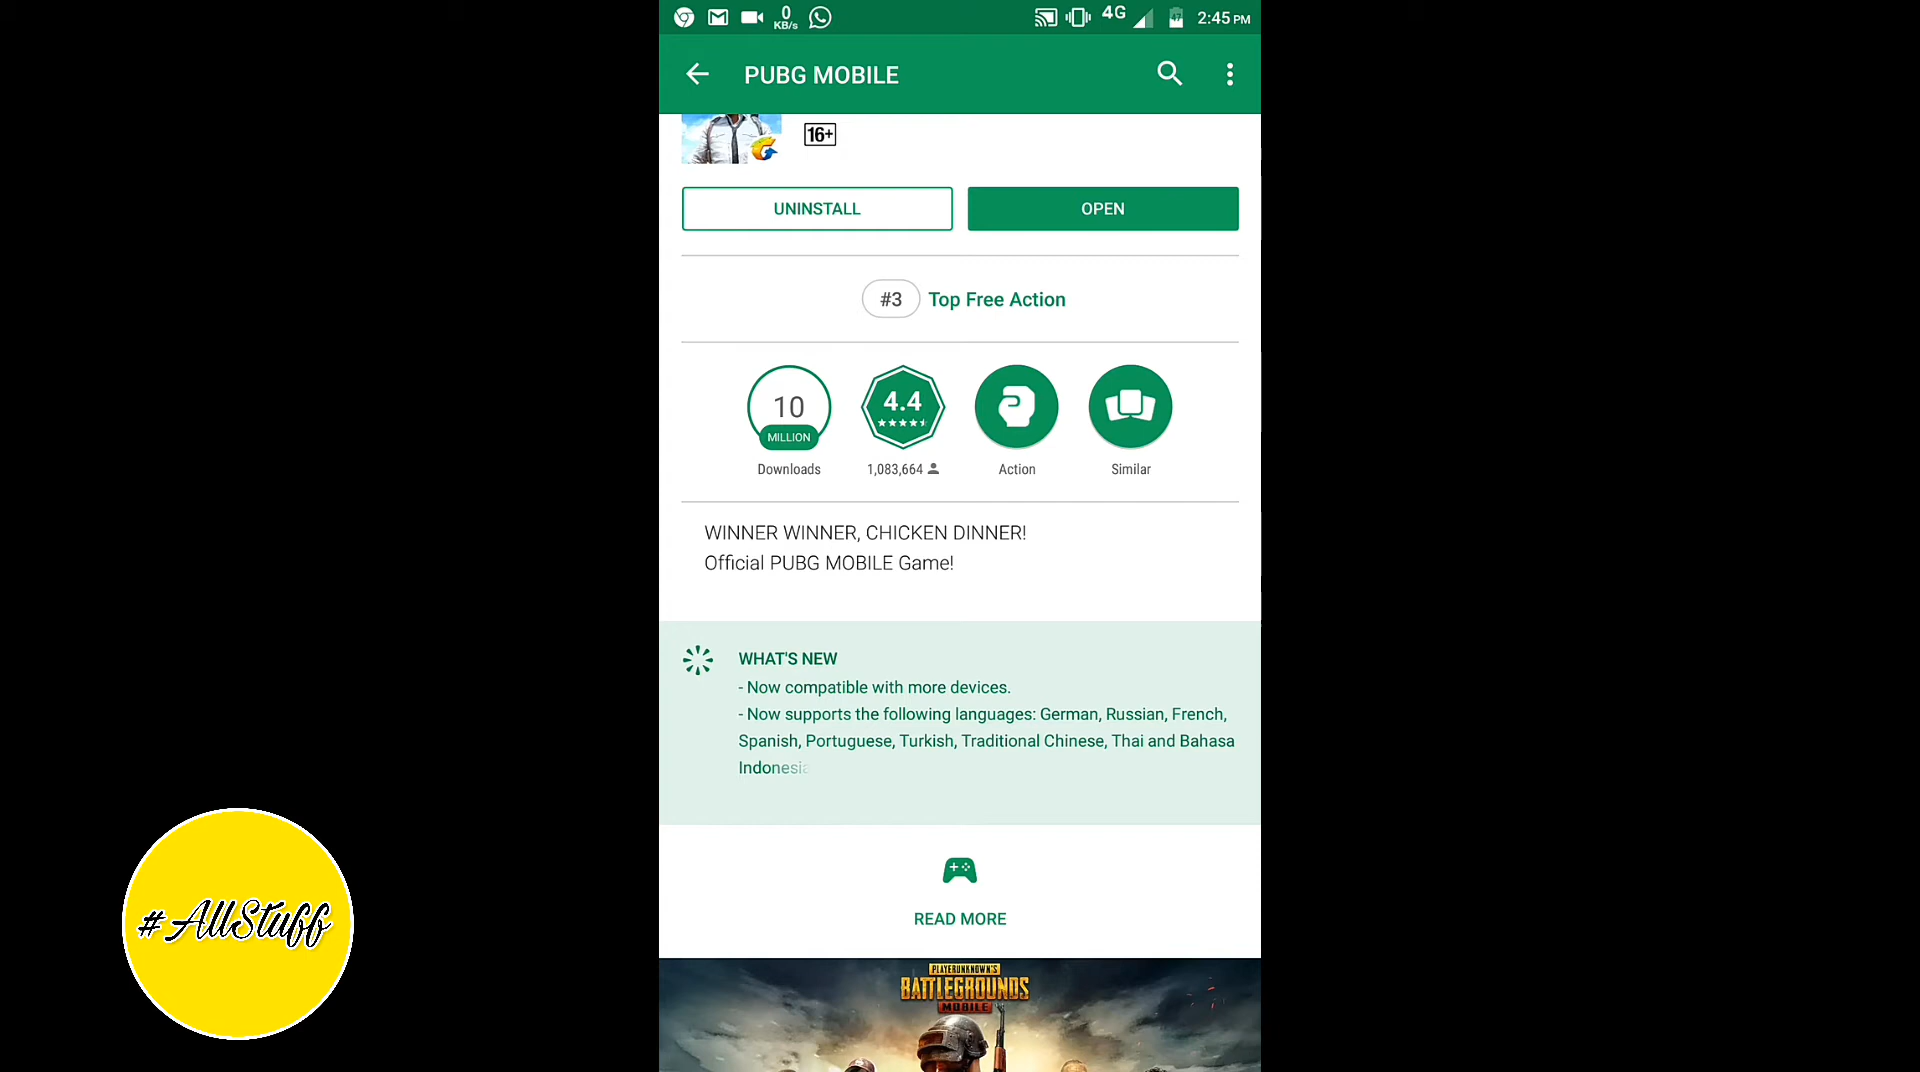 0
KB/s
4G
47
2:45 PM
PUBG MOBILE
16+
UNINSTALL
OPEN
#3 Top Free Action
10
MILLION
Downloads
4.4
1,083,664
Action
Similar
WINNER WINNER, CHICKEN DINNER!
Official PUBG MOBILE Game!
WHAT'S NEW
- Now compatible with more devices.
- Now supports the following languages: German, Russian, French,
Spanish, Portuguese, Turkish, Traditional Chinese, Thai and Bahasa
Indonesia
READ MORE
PLAYERUNKNOWN'S
BATTLEGROUNDS
MOBILE
#AllStuff